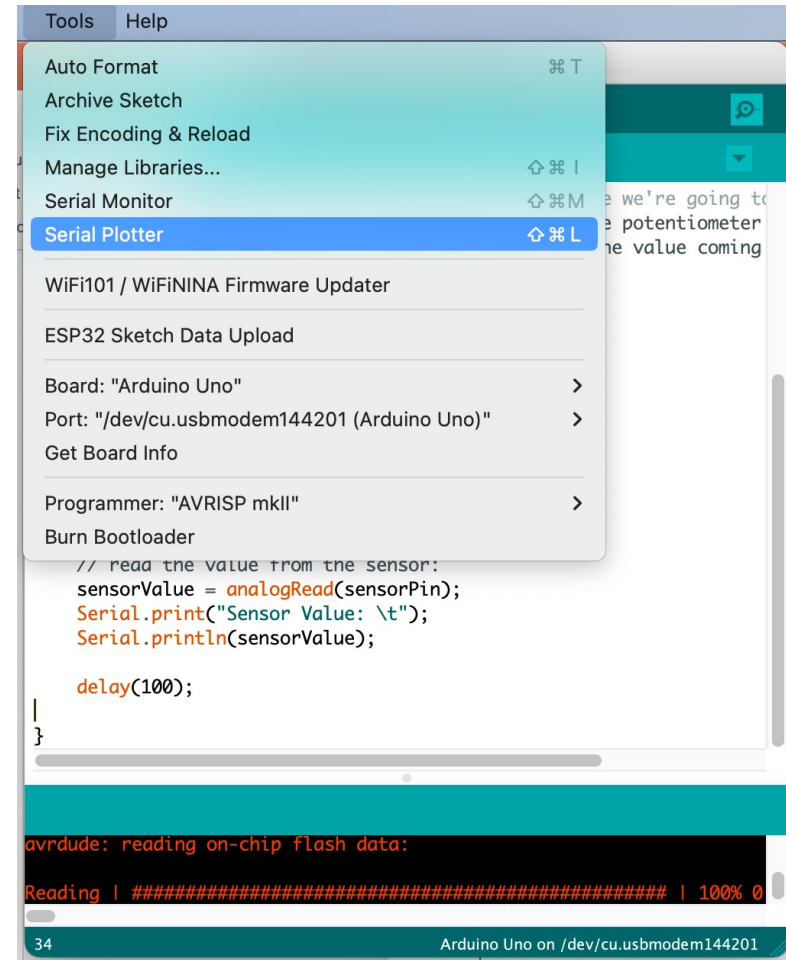 Tools Help
Auto Format ⌘ T
Archive Sketch
Fix Encoding & Reload
Manage Libraries... ⇧ ⌘ I
Serial Monitor ⇧ ⌘ M
Serial Plotter ⇧ ⌘ L
WiFi101 / WiFiNINA Firmware Updater
ESP32 Sketch Data Upload
Board: "Arduino Uno"
Port: "/dev/cu.usbmodem144201 (Arduino Uno)"
Get Board Info
Programmer: "AVRISP mkII"
Burn Bootloader
we're going to
potentiometer
value coming
// read the value from the sensor:
sensorValue = analogRead(sensorPin);
Serial.print("Sensor Value: \t");
Serial.println(sensorValue);
delay(100);
}
avrdude: reading on-chip flash data:
Reading | ################################################## | 100% 0
34 Arduino Uno on /dev/cu.usbmodem144201